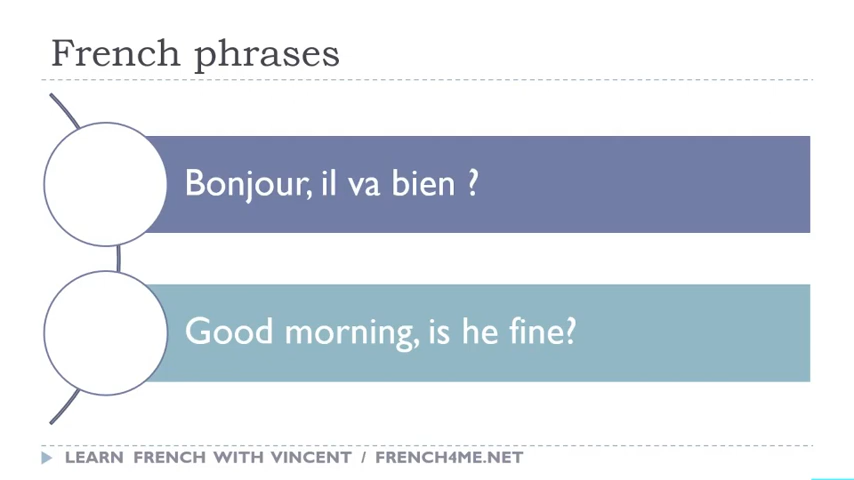 French phrases
Bonjour, il va bien ?
Good morning, is he fine?
LEARN FRENCH WITH VINCENT / FRENCH4ME.NET